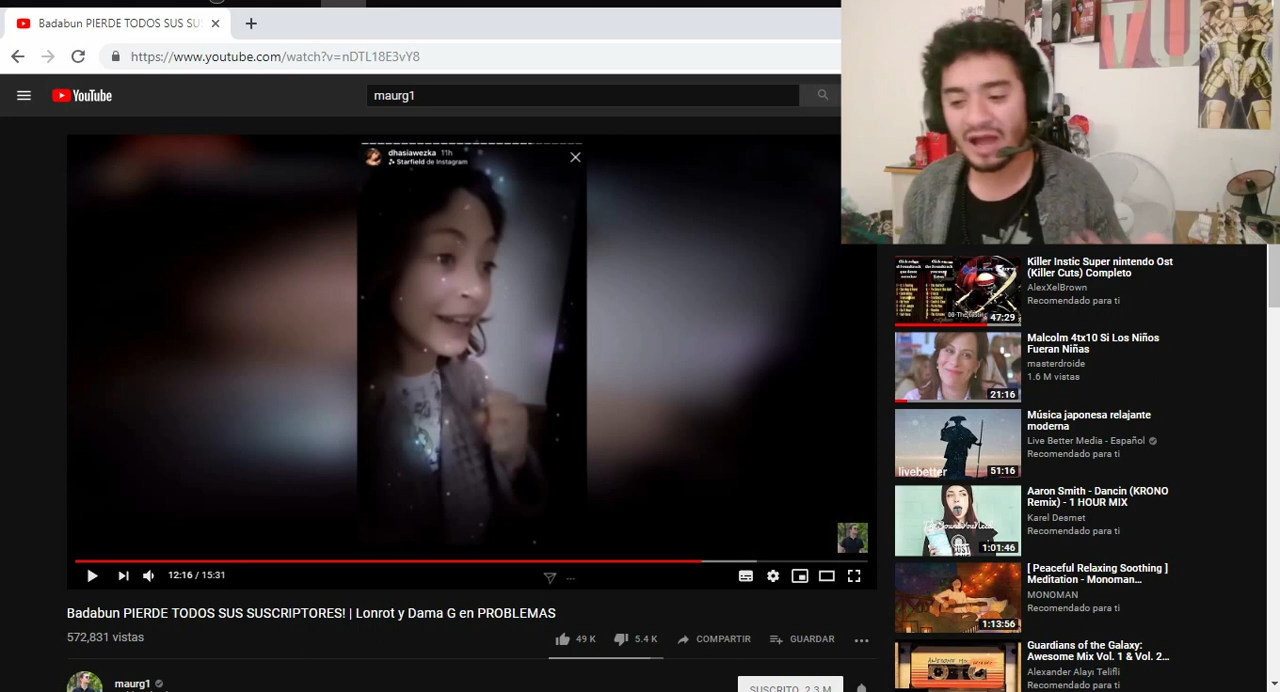 Badabun PIERDE TODOS SUS SU
https://www.youtube.com/watch?v=nDTL18E3vY8
YouTube
maurg1
dhasiawezka 11h
Starfield de Instagram
12:16 / 15:31
Badabun PIERDE TODOS SUS SUSCRIPTORES! | Lonrot y Dama G en PROBLEMAS
572,831 vistas
49 K
5.4 K
COMPARTIR
GUARDAR
maurg1
SUSCRITO 2.3 M
47:29
Killer Instic Super nintendo Ost
(Killer Cuts) Completo
AlexXelBrown
Recomendado para ti
21:16
Malcolm 4tx10 Si Los Niños
Fueran Niñas
masterdroide
1.6 M vistas
livebetter
51:16
Música japonesa relajante
moderna
Live Better Media - Español
Recomendado para ti
1:01:46
Aaron Smith - Dancin (KRONO
Remix) - 1 HOUR MIX
Karel Desmet
Recomendado para ti
1:13:56
[ Peaceful Relaxing Soothing ]
Meditation - Monoman...
MONOMAN
Recomendado para ti
Guardians of the Galaxy:
Awesome Mix Vol. 1 & Vol. 2...
Alexander Alayı Telifli
Recomendado para ti